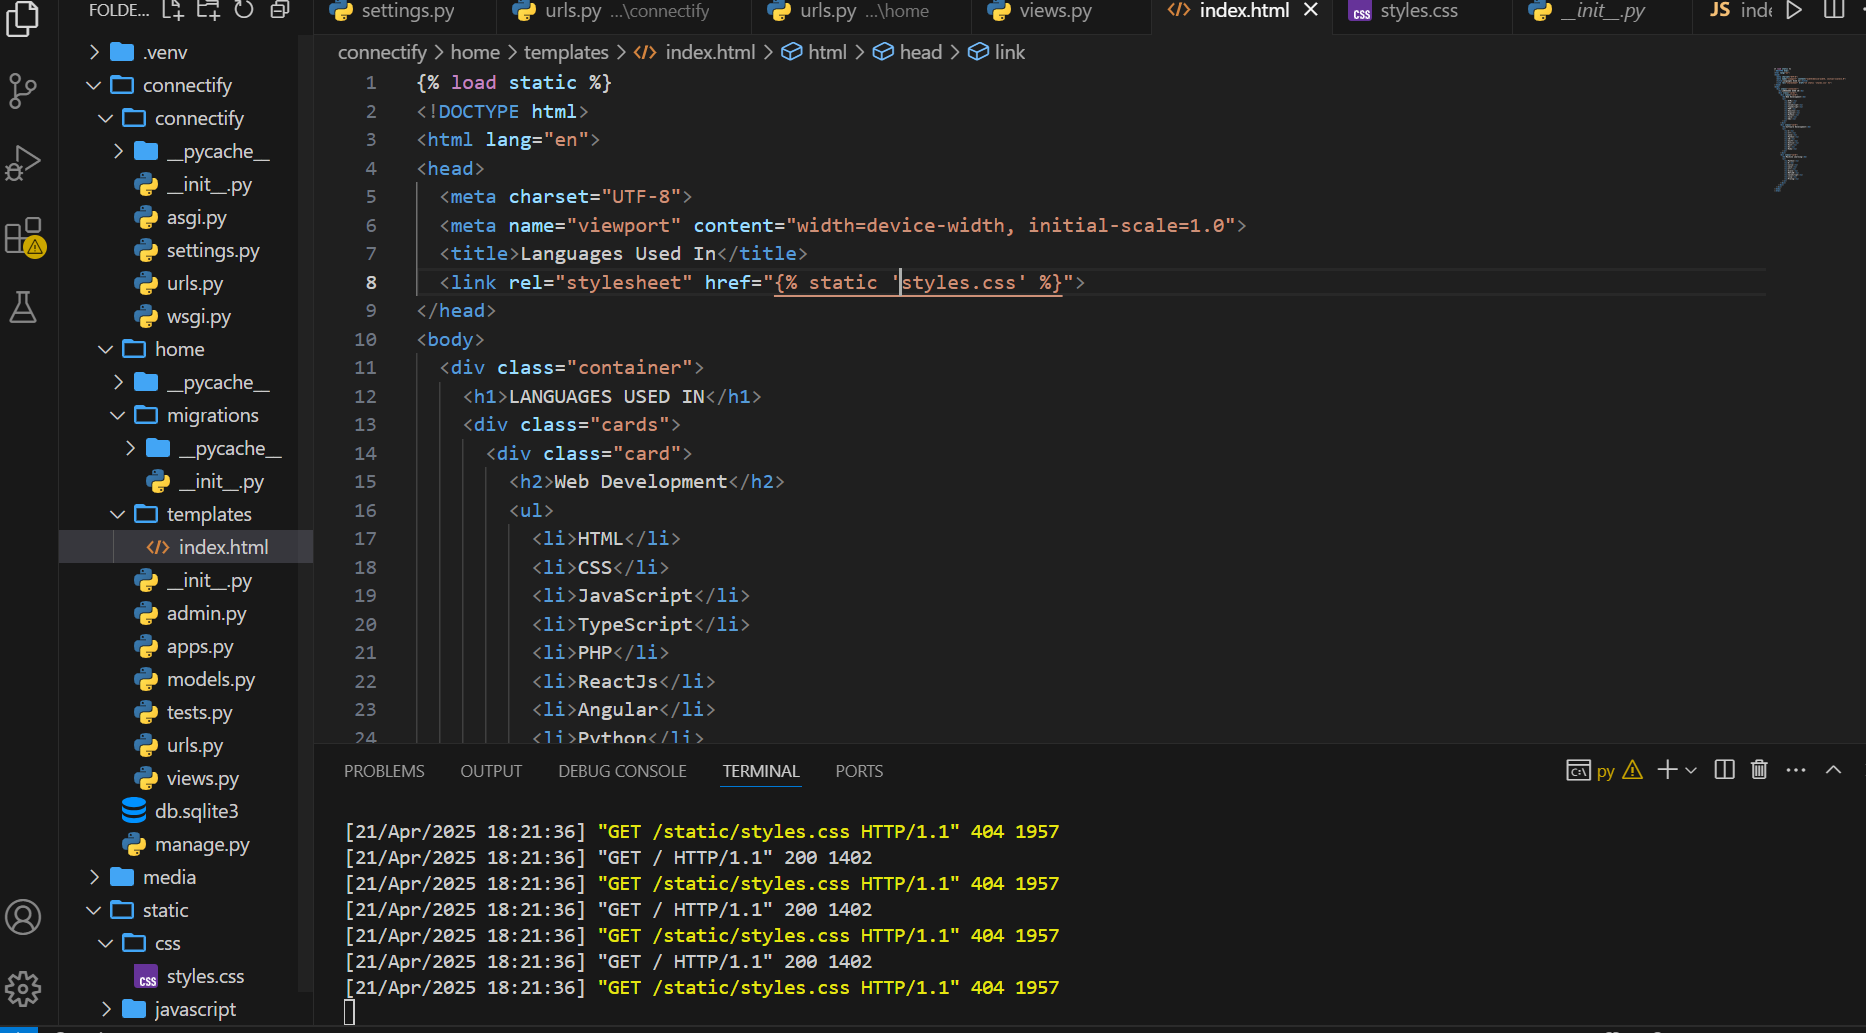 FOLDE...
.venv
connectify
connectify
__pycache__
__init__.py
asgi.py
settings.py
urls.py
wsgi.py
home
__pycache__
migrations
__pycache__
__init__.py
templates
index.html
__init__.py
admin.py
apps.py
models.py
tests.py
urls.py
views.py
db.sqlite3
manage.py
media
static
css
styles.css
javascript
settings.py
urls.py ...\connectify
urls.py ...\home
views.py
index.html
styles.css
__init__.py
JS
connectify > home > templates > index.html > html > head > link
1 {% load static %}
2 <!DOCTYPE html>
3 <html lang="en">
4 <head>
5 <meta charset="UTF-8">
6 <meta name="viewport" content="width=device-width, initial-scale=1.0">
7 <title>Languages Used In</title>
8 <link rel="stylesheet" href="{% static 'styles.css' %}">
9 </head>
10 <body>
11 <div class="container">
12 <h1>LANGUAGES USED IN</h1>
13 <div class="cards">
14 <div class="card">
15 <h2>Web Development</h2>
16 <ul>
17 <li>HTML</li>
18 <li>CSS</li>
19 <li>JavaScript</li>
20 <li>TypeScript</li>
21 <li>PHP</li>
22 <li>ReactJs</li>
23 <li>Angular</li>
24 <li>Python</li>
PROBLEMS OUTPUT DEBUG CONSOLE TERMINAL PORTS
py
[21/Apr/2025 18:21:36] "GET /static/styles.css HTTP/1.1" 404 1957
[21/Apr/2025 18:21:36] "GET / HTTP/1.1" 200 1402
[21/Apr/2025 18:21:36] "GET /static/styles.css HTTP/1.1" 404 1957
[21/Apr/2025 18:21:36] "GET / HTTP/1.1" 200 1402
[21/Apr/2025 18:21:36] "GET /static/styles.css HTTP/1.1" 404 1957
[21/Apr/2025 18:21:36] "GET / HTTP/1.1" 200 1402
[21/Apr/2025 18:21:36] "GET /static/styles.css HTTP/1.1" 404 1957